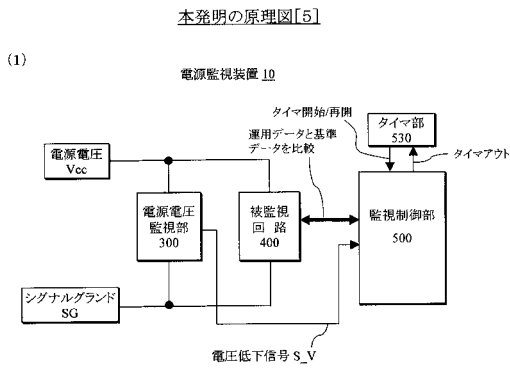 本発明の原理図[5]
(1)
電源監視装置 10
タイマ開始/再開
タイマ部
530
運用データと基準
データを比較
タイマアウト
電源電圧
Vcc
電源電圧
監視部
300
被監視
回 路
400
監視制御部
500
シグナルグランド
SG
電圧低下信号 S_V